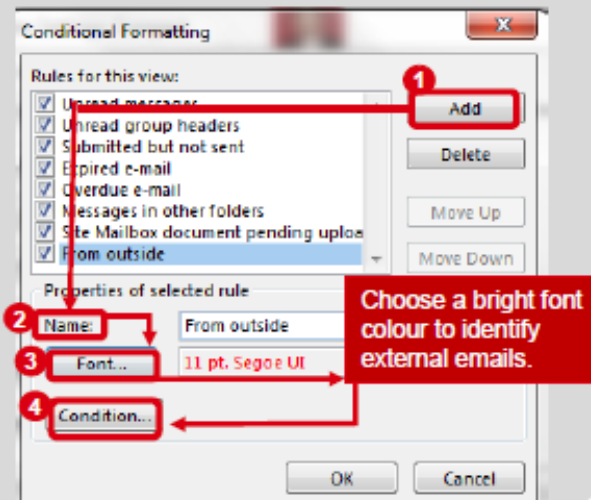 Conditional Formatting
Rules for this view:
1
Unread messages
Add
Unread group headers
Submitted but not sent
Delete
Expired e-mail
Overdue e-mail
Messages in other folders
Move Up
Site Mailbox document pending uploa
From outside
Move Down
Properties of selected rule
Choose a bright font
colour to identify
external emails.
2
Name:
From outside
3
Font...
11 pt. Segoe UI
4
Condition...
OK
Cancel